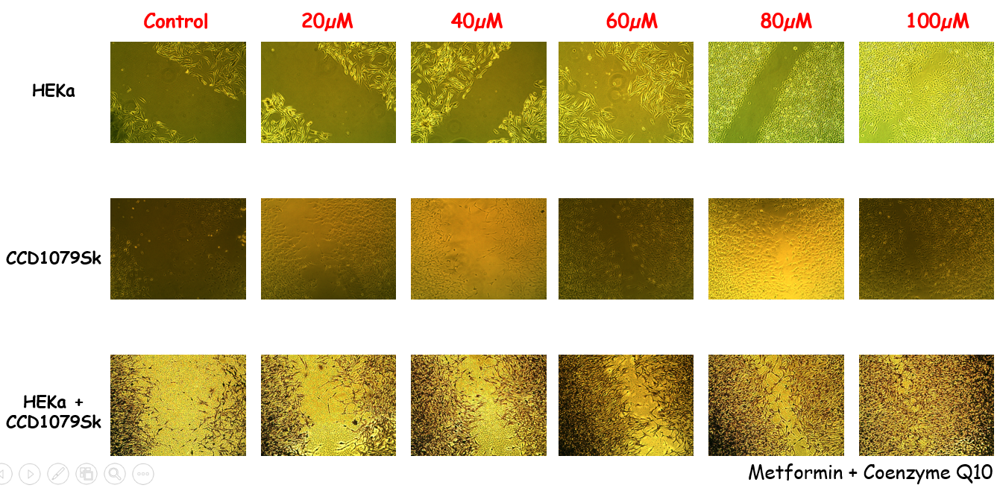 Control 20µM 40µM 60µM 80µM 100µM
HEKa
CCD1079Sk
HEKa +
CCD1079Sk
Metformin + Coenzyme Q10